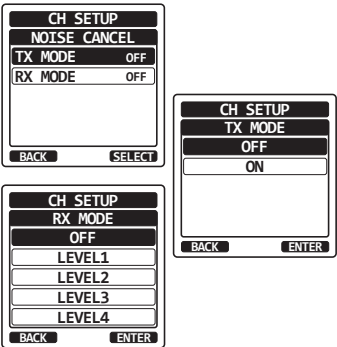 CH SETUP
NOISE CANCEL
TX MODE OFF
RX MODE OFF
BACK SELECT
CH SETUP
TX MODE
OFF
ON
BACK ENTER
CH SETUP
RX MODE
OFF
LEVEL1
LEVEL2
LEVEL3
LEVEL4
BACK ENTER